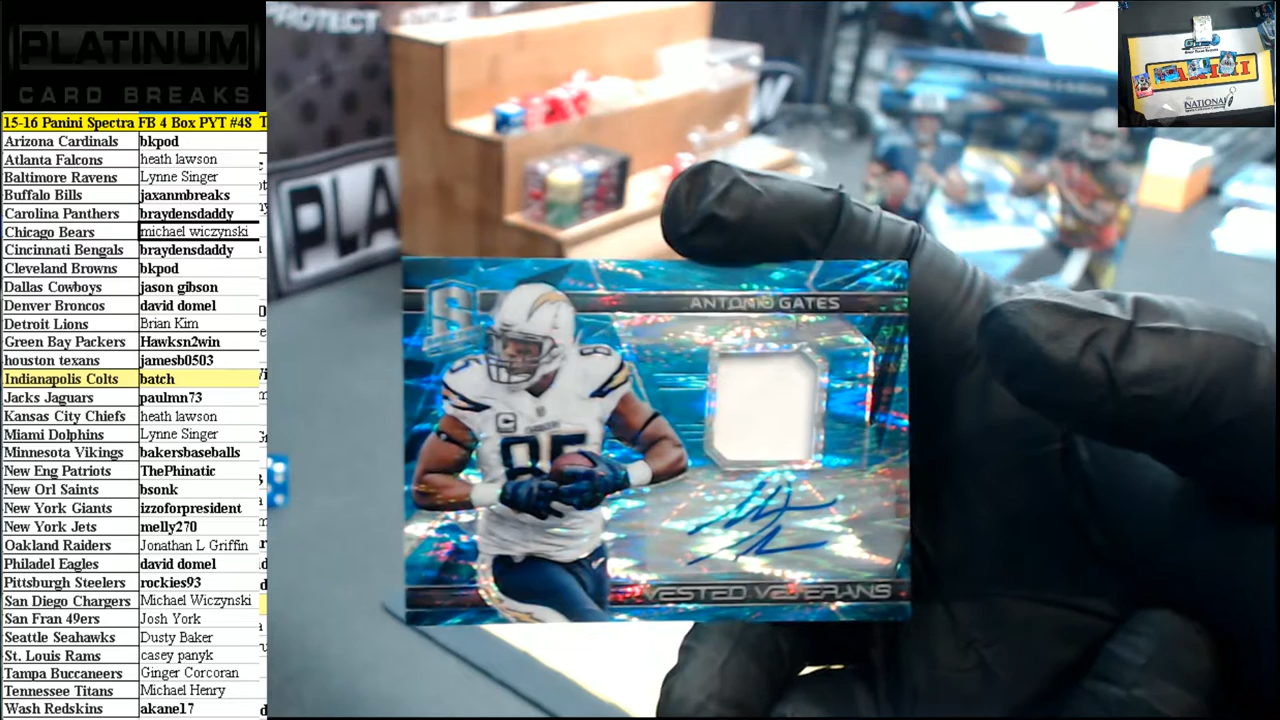 PLATINUM
CARD BREAKS
15-16 Panini Spectra FB 4 Box PYT #48
Arizona Cardinals bkpod
Atlanta Falcons heath lawson
Baltimore Ravens Lynne Singer
Buffalo Bills jaxanmbreaks
Carolina Panthers braydensdaddy
Chicago Bears michael wiczynski
Cincinnati Bengals braydensdaddy
Cleveland Browns bkpod
Dallas Cowboys jason gibson
Denver Broncos david domel
Detroit Lions Brian Kim
Green Bay Packers Hawksn2win
houston texans jamesb0503
Indianapolis Colts batch
Jacks Jaguars paulmn73
Kansas City Chiefs heath lawson
Miami Dolphins Lynne Singer
Minnesota Vikings bakersbaseballs
New Eng Patriots ThePhinatic
New Orl Saints bsonk
New York Giants izzoforpresident
New York Jets melly270
Oakland Raiders Jonathan L Griffin
Philadel Eagles david domel
Pittsburgh Steelers rockies93
San Diego Chargers Michael Wiczynski
San Fran 49ers Josh York
Seattle Seahawks Dusty Baker
St. Louis Rams casey panyk
Tampa Buccaneers Ginger Corcoran
Tennessee Titans Michael Henry
Wash Redskins akane17
PROTECT
PLA
ANTONIO GATES
85
85
VESTED VETERANS
PANINI
NATIONAL